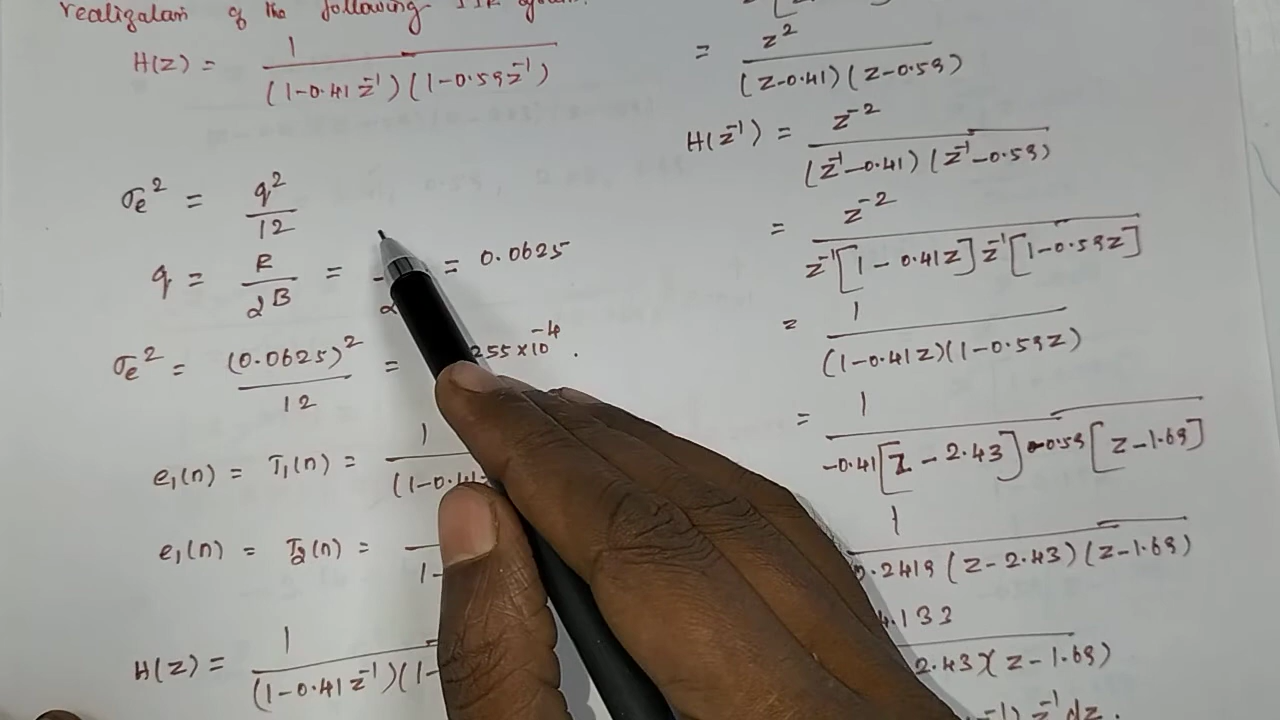 realization of the following
H(z) = 1 / (1-0.41z⁻¹)(1-0.59z⁻¹)
σe² = q² / 12
q = R / 2^B = = 0.0625
σe² = (0.0625)² / 12 = 255×10⁻⁴.
e₁(n) = T₁(n) = 1 / (1-0.41
e₁(n) = T₂(n) = 1-
H(z) = 1 / (1-0.41z⁻¹)(1-
= z² / (z-0.41)(z-0.59)
H(z⁻¹) = z⁻² / (z⁻¹-0.41)(z⁻¹-0.59)
= z⁻² / z⁻¹[1-0.41z]z⁻¹[1-0.59z]
= 1 / (1-0.41z)(1-0.59z)
= 1 / -0.41[z-2.43]-0.59[z-1.69]
1 / 0.2419(z-2.43)(z-1.69)
4.133 / 2.43)(z-1.69)
z⁻¹dz.